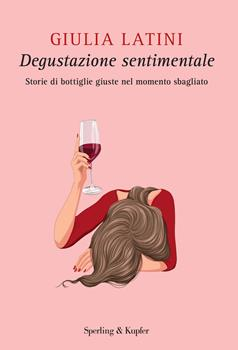 GIULIA LATINI
Degustazione sentimentale
Storie di bottiglie giuste nel momento sbagliato
Sperling & Kupfer